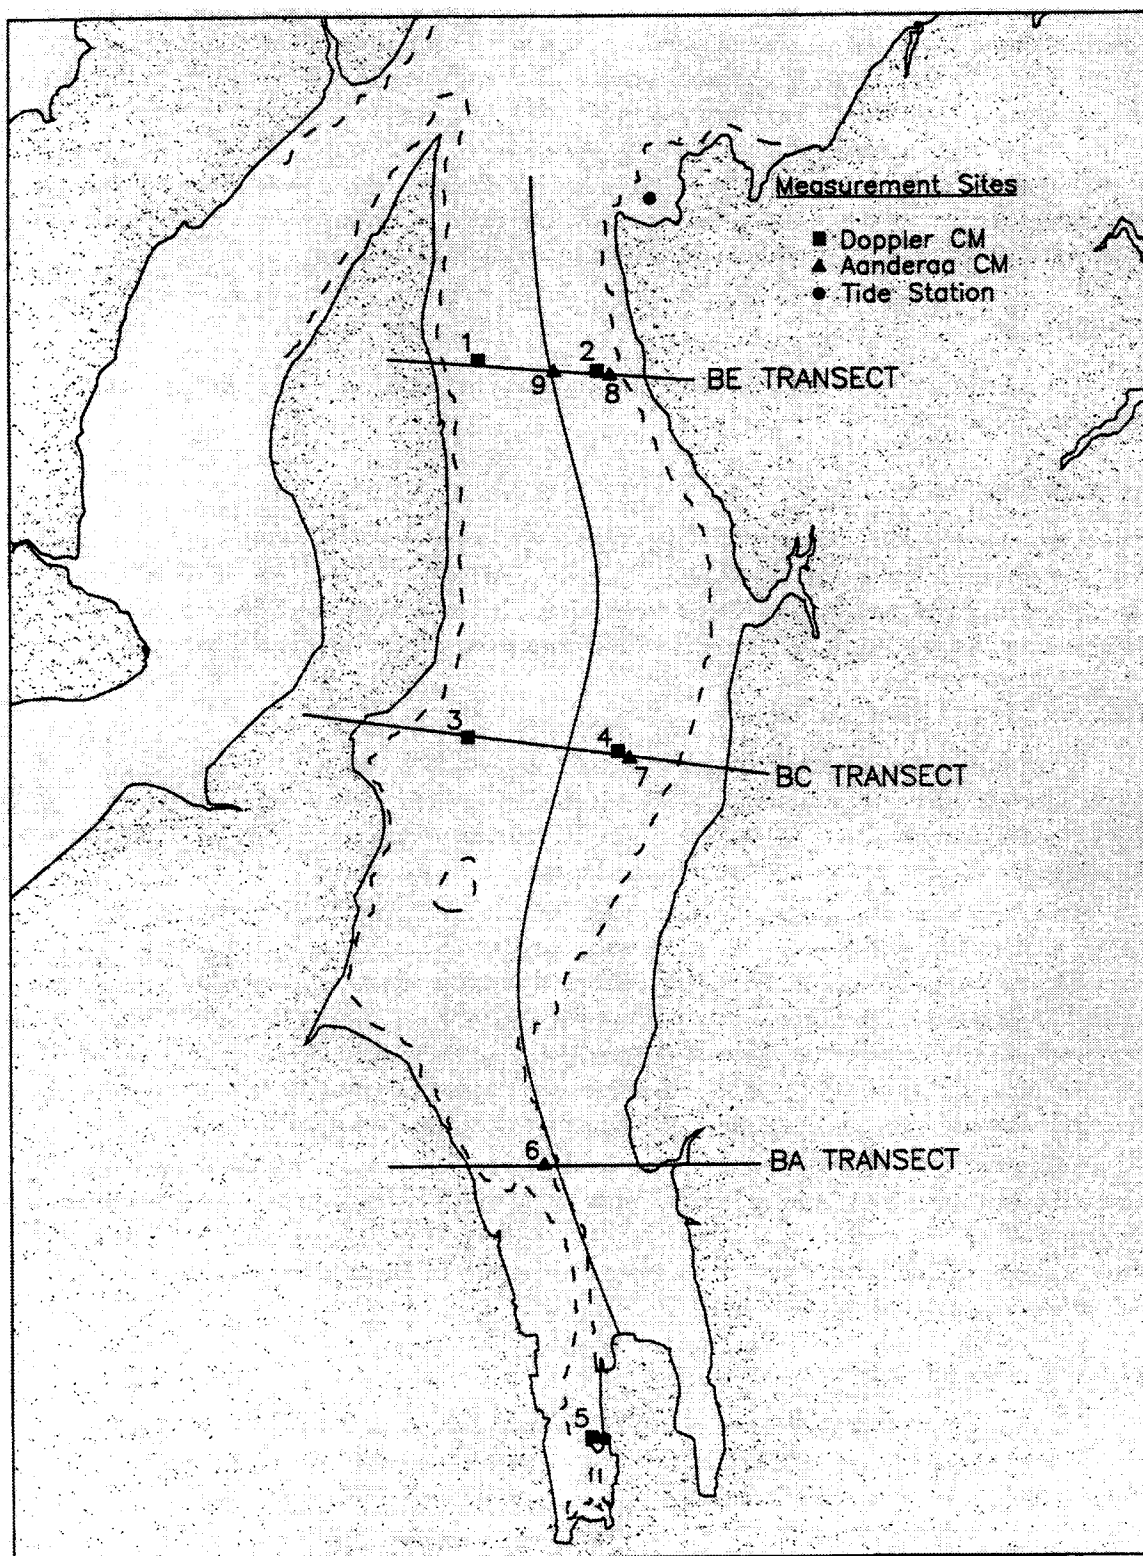 Measurement Sites
Doppler CM
Aanderaa CM
Tide Station
1
2
9
8
BE TRANSECT
3
4
7
BC TRANSECT
6
BA TRANSECT
5